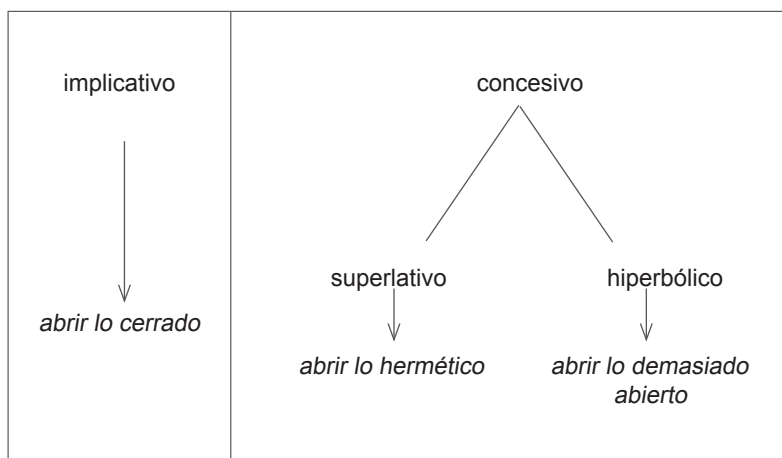 implicativo
concesivo
superlativo
hiperbólico
abrir lo cerrado
abrir lo hermético
abrir lo demasiado
abierto